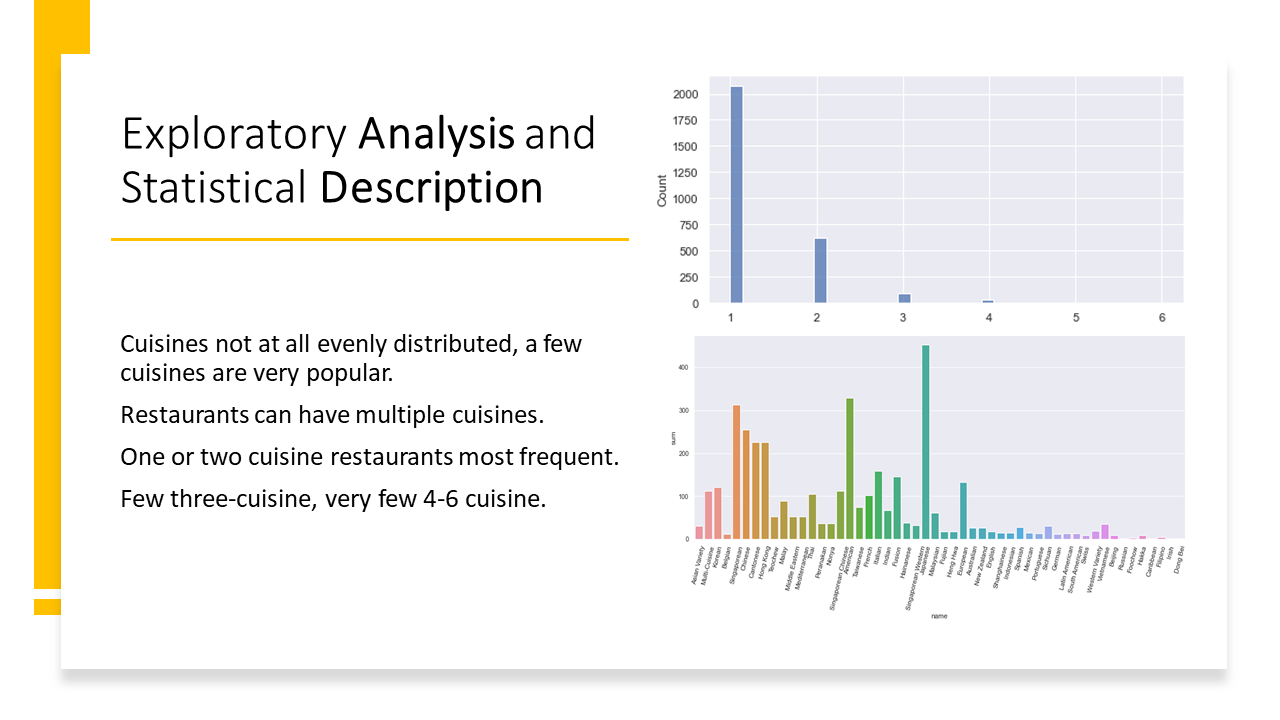 Exploratory Analysis and
Statistical Description
Cuisines not at all evenly distributed, a few
cuisines are very popular.
Restaurants can have multiple cuisines.
One or two cuisine restaurants most frequent.
Few three-cuisine, very few 4-6 cuisine.
2000
1750
1500
1250
1000
750
500
250
0
Count
1 2 3 4 5 6
400
300
200
100
0
sum
Asian Variety
Multi-Cuisine
Korean
Belgian
Singaporean
Chinese
Cantonese
Hong Kong
Teochew
Malay
Middle Eastern
Mediterranean
Thai
Peranakan
Nonya
Singaporean Chinese
American
Taiwanese
French
Italian
Indian
Fusion
Hainanese
Singaporean Western
Japanese
Malaysian
Fujian
Heng Hwa
European
Australian
New Zealand
English
Shanghainese
Indonesian
Spanish
Mexican
Portuguese
Sichuan
German
Latin American
South American
Swiss
Western Variety
Vietnamese
Beijing
Russian
Foochow
Hakka
Caribbean
Filipino
Irish
Dong Bei
name